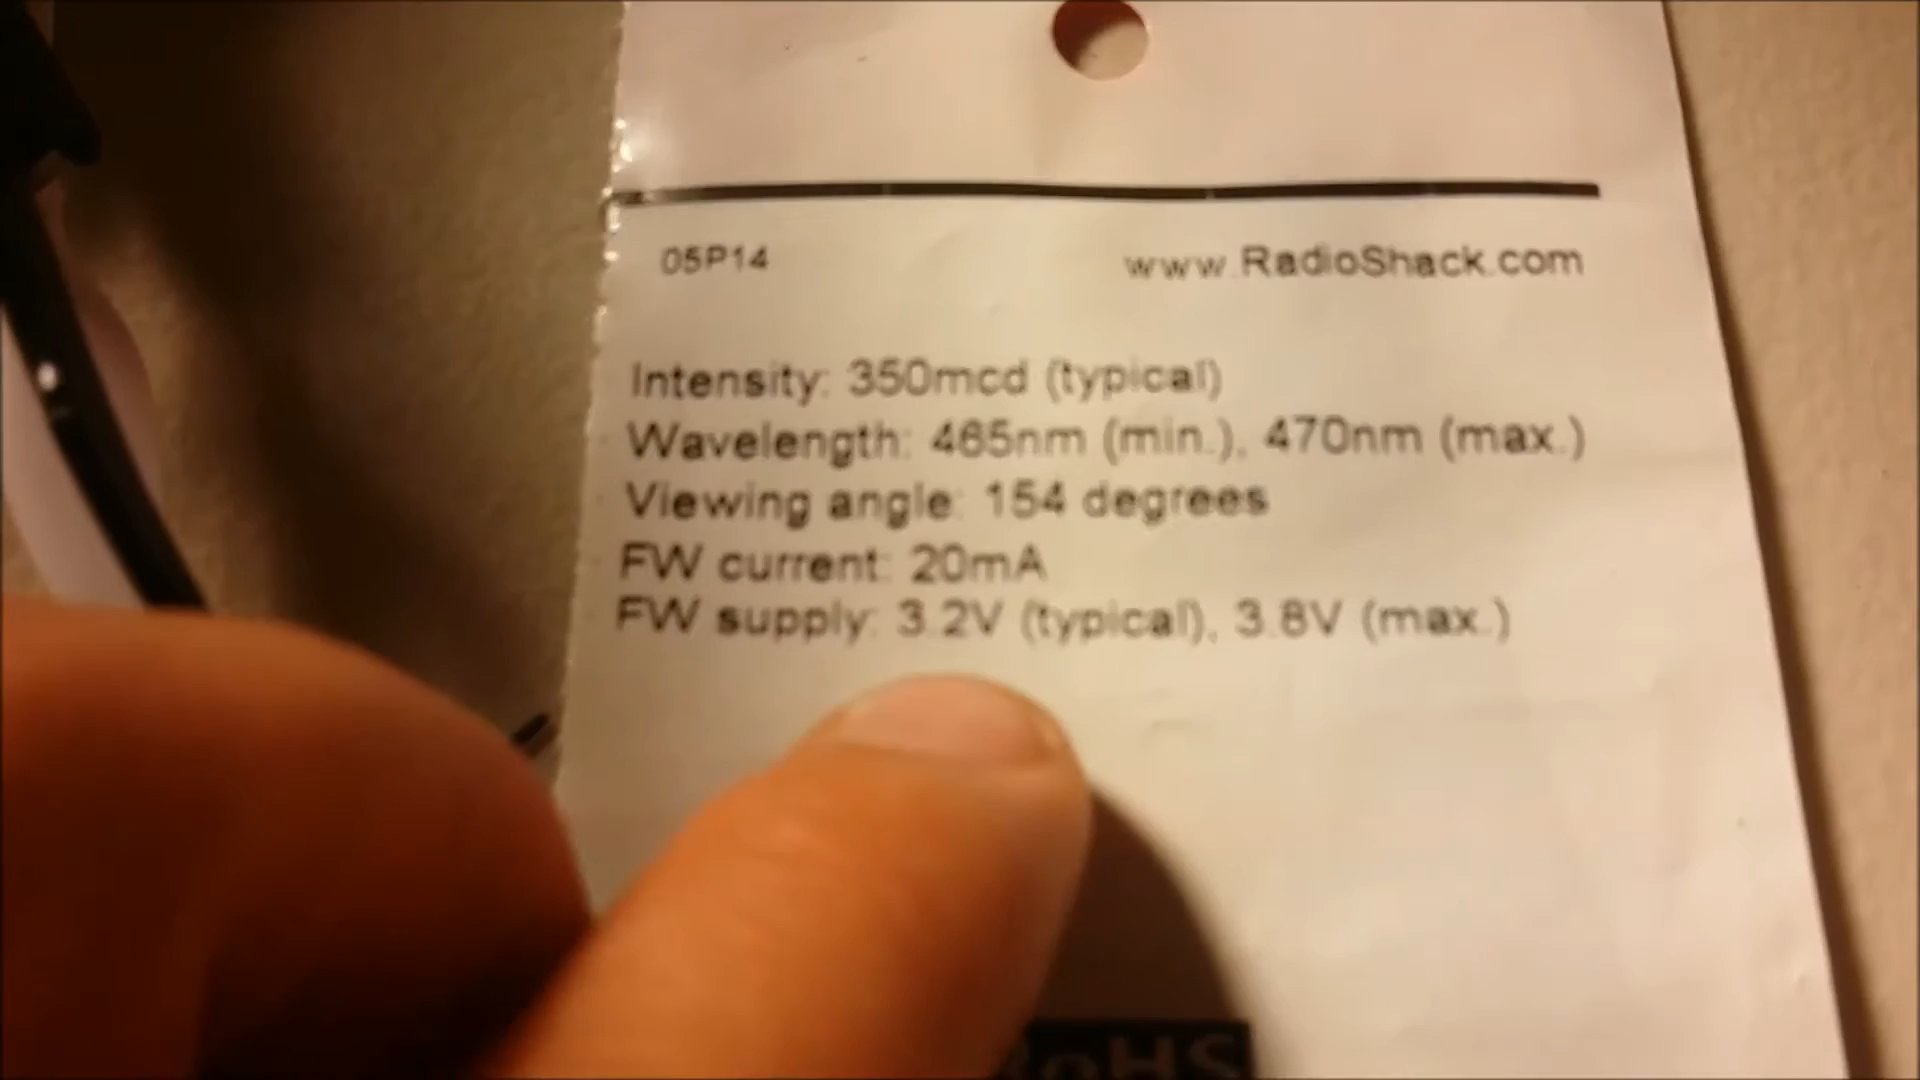 05P14 www.RadioShack.com
Intensity: 350mcd (typical)
Wavelength: 465nm (min.), 470nm (max.)
Viewing angle: 154 degrees
FW current: 20mA
FW supply: 3.2V (typical), 3.8V (max.)
RoHS